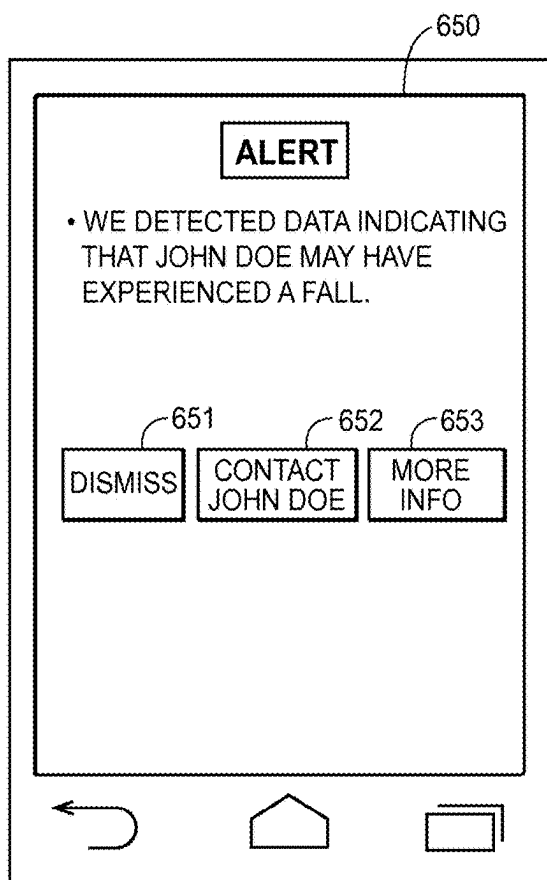 650
ALERT
• WE DETECTED DATA INDICATING
THAT JOHN DOE MAY HAVE
EXPERIENCED A FALL.
651
652
653
DISMISS
CONTACT
JOHN DOE
MORE
INFO